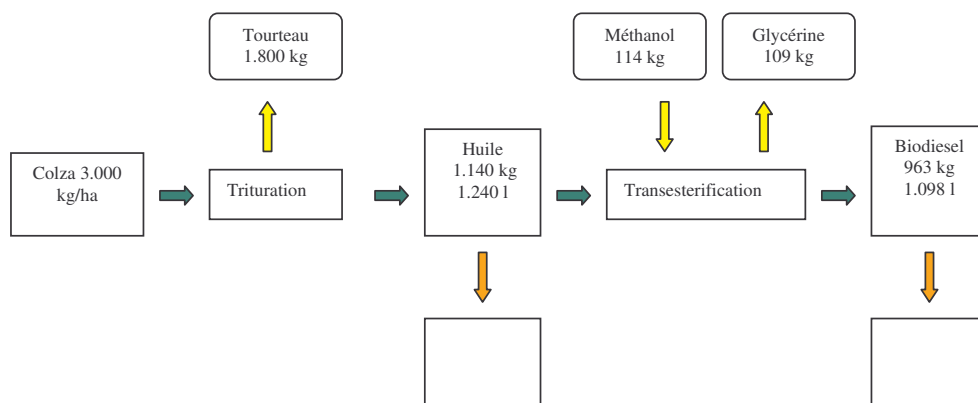 Tourteau
1.800 kg
Méthanol
114 kg
Glycérine
109 kg
Colza 3.000
kg/ha
Trituration
Huile
1.140 kg
1.240 l
Transesterification
Biodiesel
963 kg
1.098 l